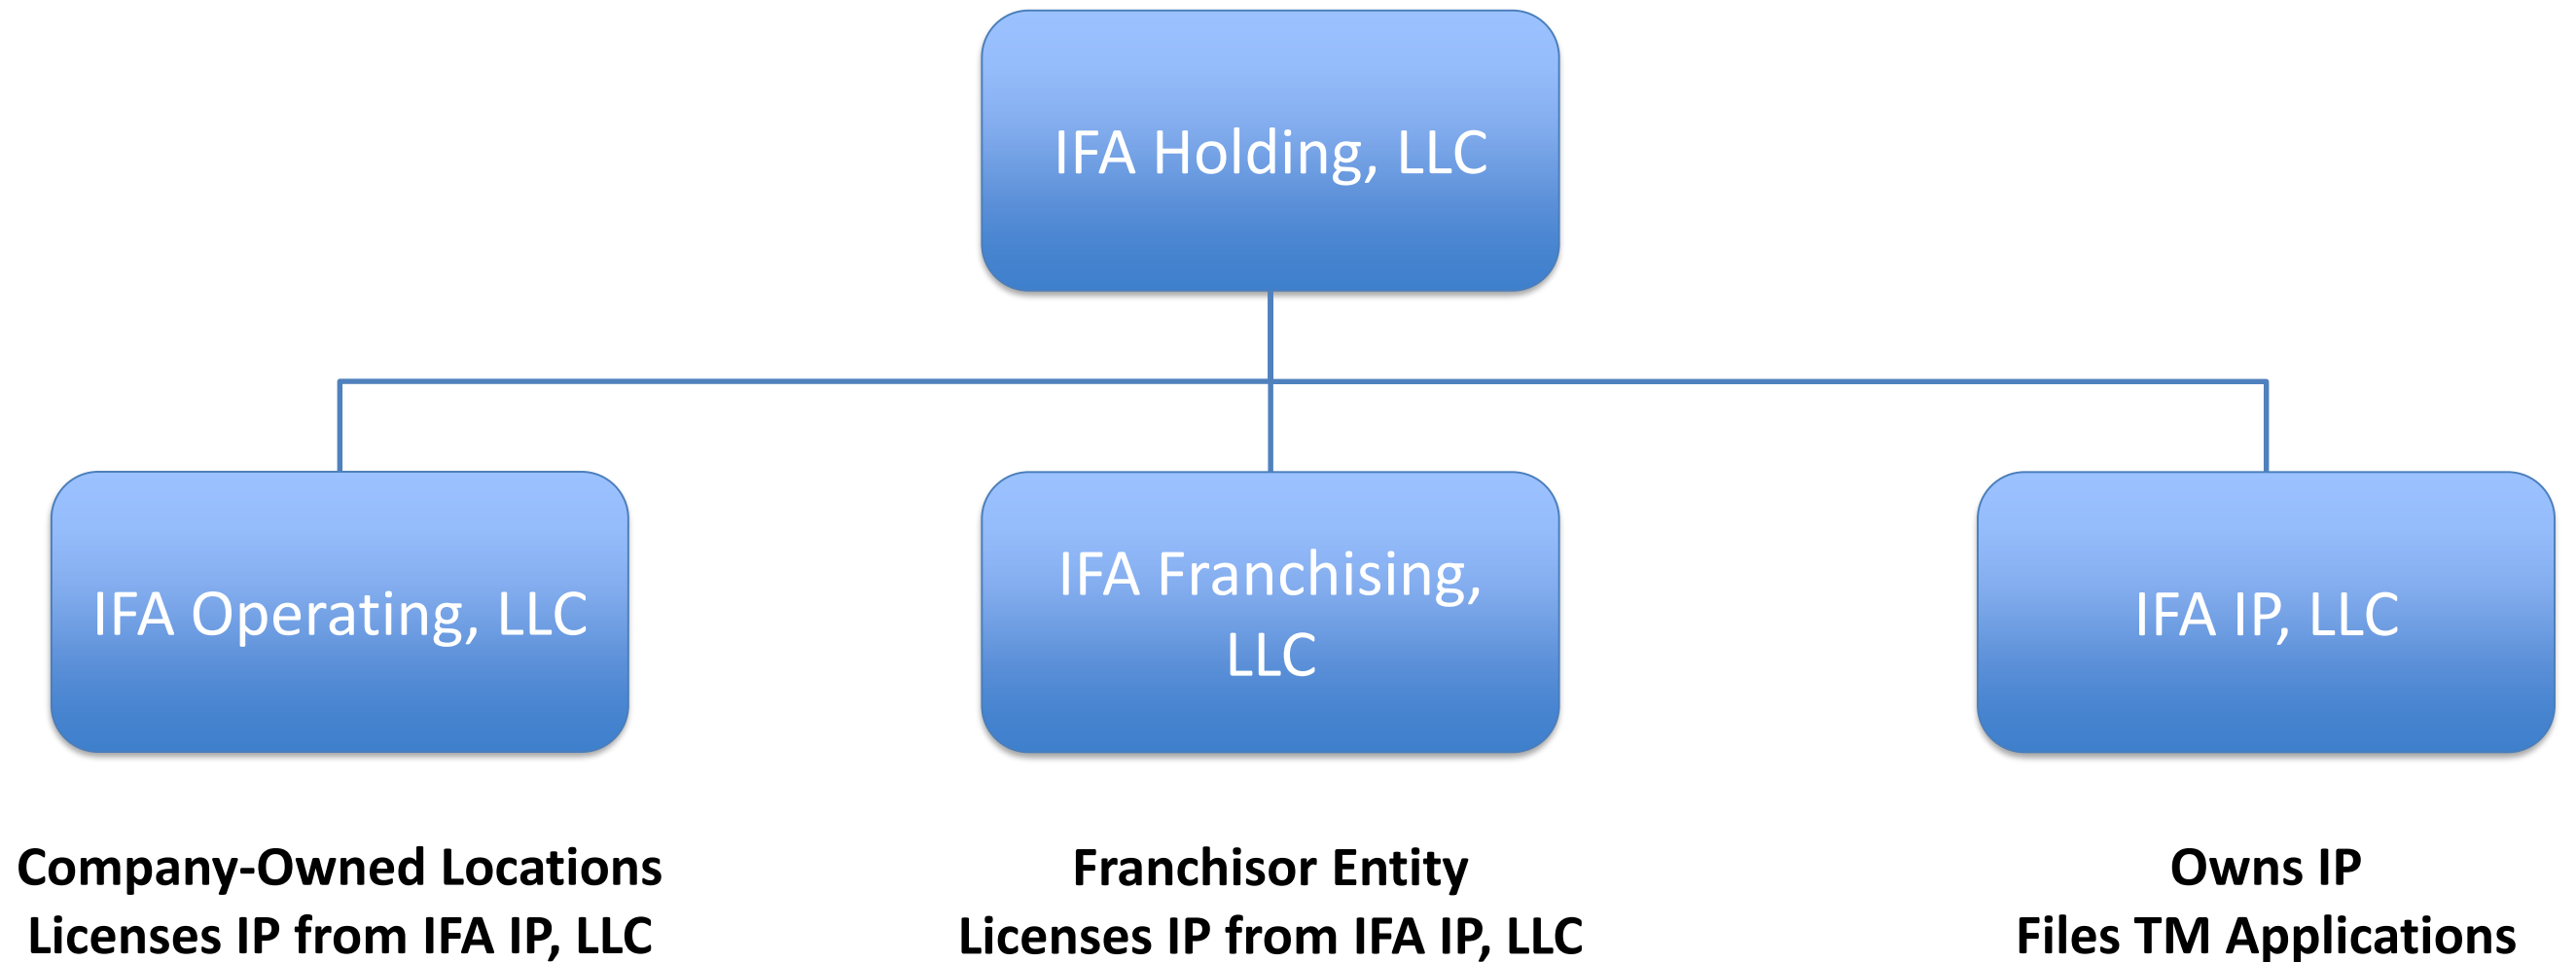 IFA Holding, LLC
IFA Operating, LLC
IFA Franchising,
LLC
IFA IP, LLC
Company-Owned Locations
Licenses IP from IFA IP, LLC
Franchisor Entity
Licenses IP from IFA IP, LLC
Owns IP
Files TM Applications